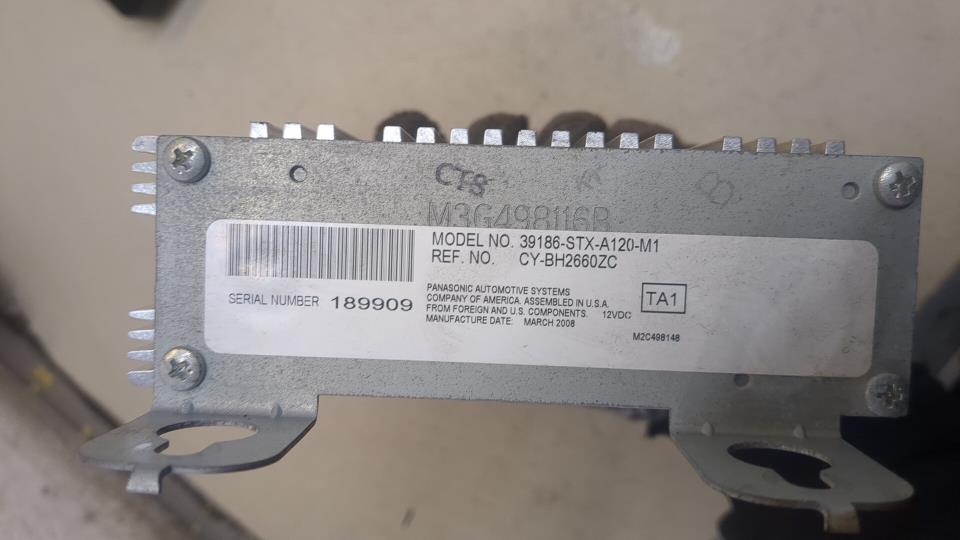 CTS
M3G498116B
MODEL NO. 39186-STX-A120-M1
REF. NO. CY-BH2660ZC
SERIAL NUMBER 189909
PANASONIC AUTOMOTIVE SYSTEMS
COMPANY OF AMERICA. ASSEMBLED IN U.S.A.
FROM FOREIGN AND U.S. COMPONENTS. 12VDC
MANUFACTURE DATE: MARCH 2008
TA1
M2C498148